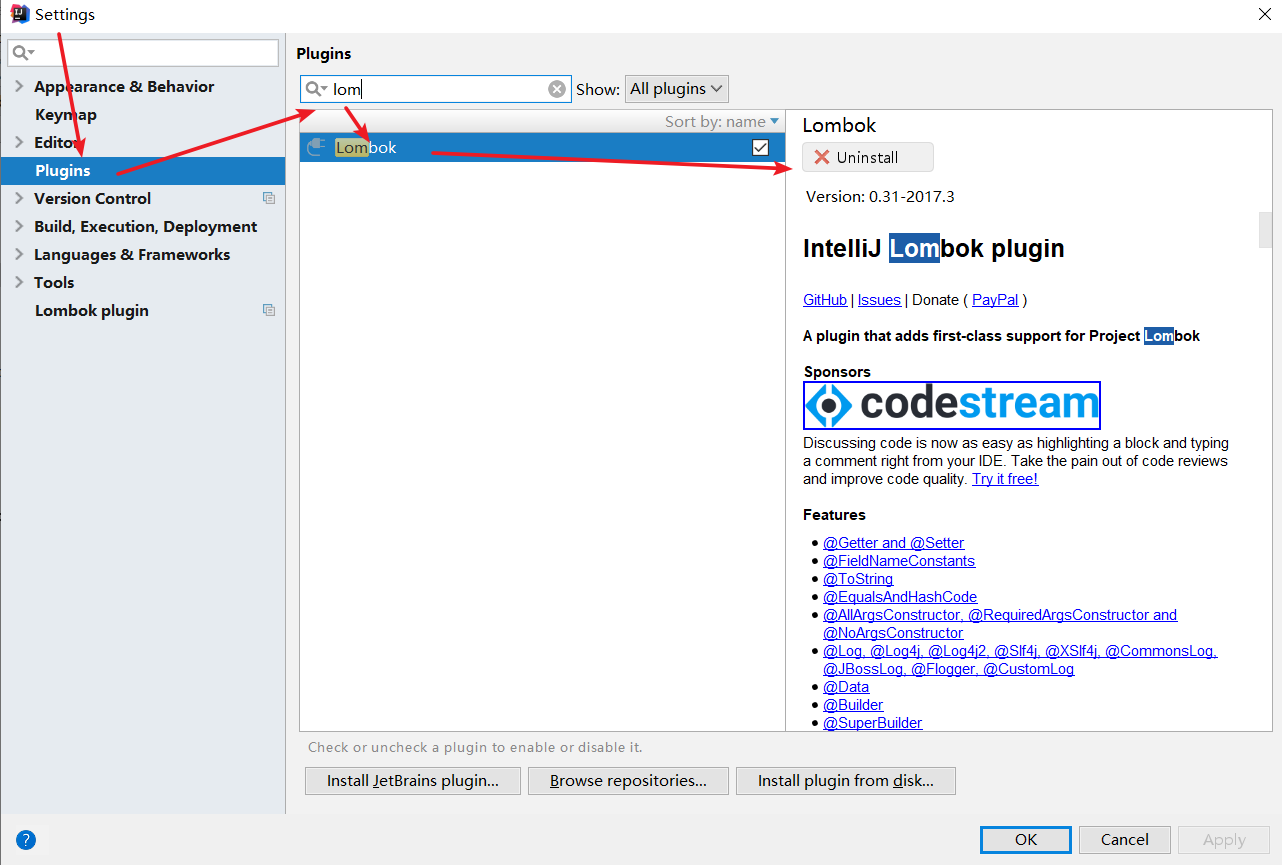 Settings
Appearance & Behavior
Keymap
Editor
Plugins
Version Control
Build, Execution, Deployment
Languages & Frameworks
Tools
Lombok plugin
Plugins
lom
Show: All plugins
Sort by: name
Lombok
Lombok
Uninstall
Version: 0.31-2017.3
IntelliJ Lombok plugin
GitHub | Issues | Donate ( PayPal )
A plugin that adds first-class support for Project Lombok
Sponsors
codestream
Discussing code is now as easy as highlighting a block and typing
a comment right from your IDE. Take the pain out of code reviews
and improve code quality. Try it free!
Features
@Getter and @Setter
@FieldNameConstants
@ToString
@EqualsAndHashCode
@AllArgsConstructor, @RequiredArgsConstructor and
@NoArgsConstructor
@Log, @Log4j, @Log4j2, @Slf4j, @XSlf4j, @CommonsLog,
@JBossLog, @Flogger, @CustomLog
@Data
@Builder
@SuperBuilder
Check or uncheck a plugin to enable or disable it.
Install JetBrains plugin...
Browse repositories...
Install plugin from disk...
?
OK
Cancel
Apply